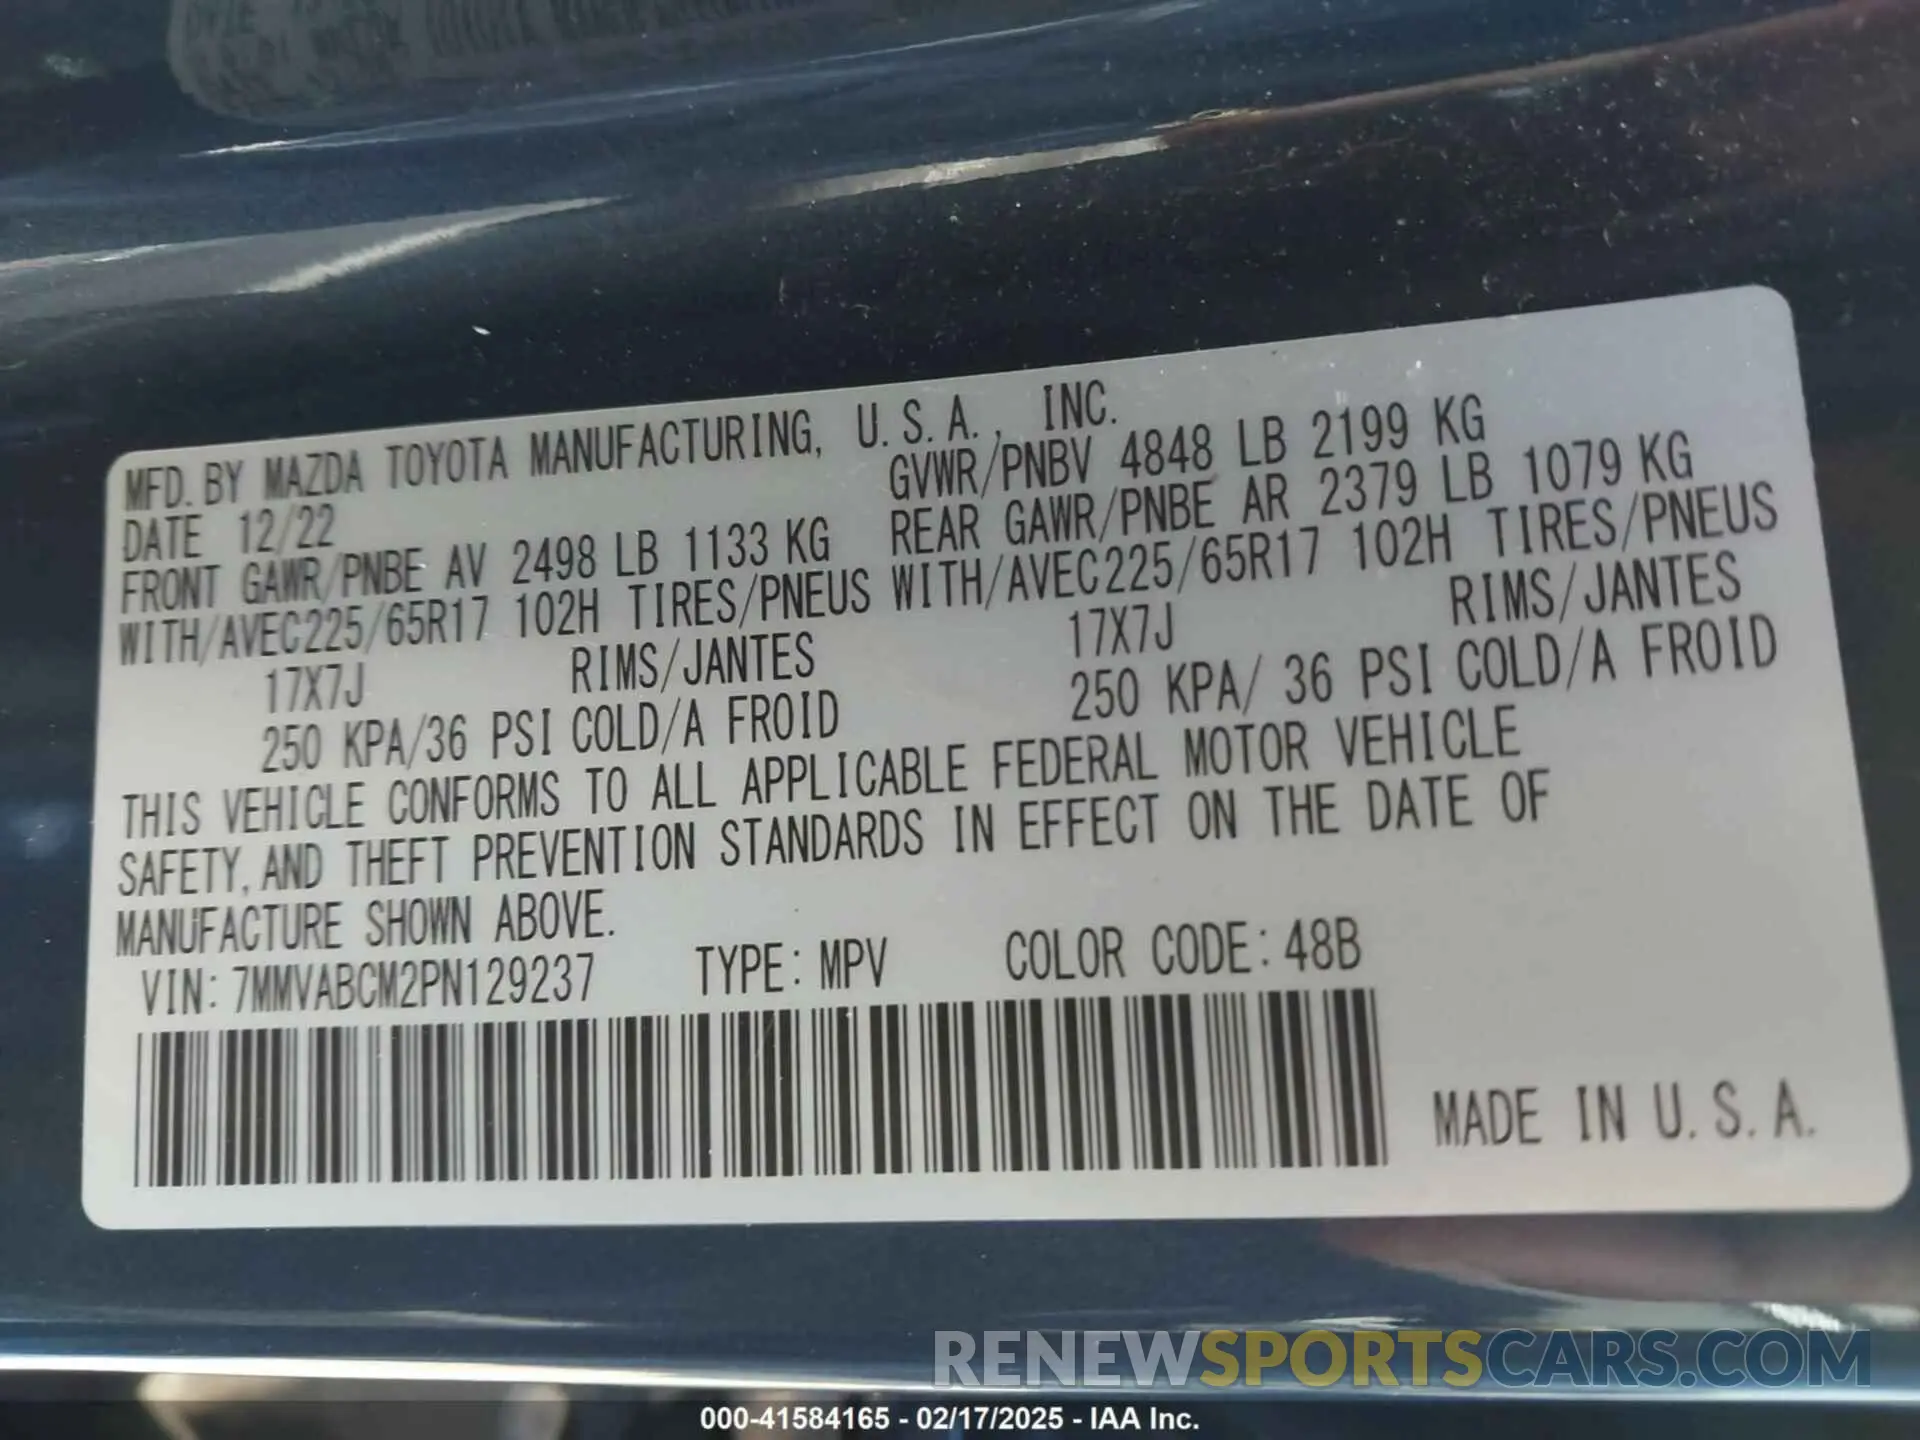 MFD. BY MAZDA TOYOTA MANUFACTURING, U.S.A., INC.
DATE 12/22 GVWR/PNBV 4848 LB 2199 KG
FRONT GAWR/PNBE AV 2498 LB 1133 KG REAR GAWR/PNBE AR 2379 LB 1079 KG
WITH/AVEC225/65R17 102H TIRES/PNEUS WITH/AVEC225/65R17 102H TIRES/PNEUS
17X7J RIMS/JANTES 17X7J RIMS/JANTES
250 KPA/36 PSI COLD/A FROID 250 KPA/ 36 PSI COLD/A FROID
THIS VEHICLE CONFORMS TO ALL APPLICABLE FEDERAL MOTOR VEHICLE
SAFETY, AND THEFT PREVENTION STANDARDS IN EFFECT ON THE DATE OF
MANUFACTURE SHOWN ABOVE.
VIN: 7MMVABCM2PN129237 TYPE: MPV COLOR CODE: 48B
MADE IN U.S.A.
RENEWSPORTSCARS.COM
000-41584165 - 02/17/2025 - IAA Inc.